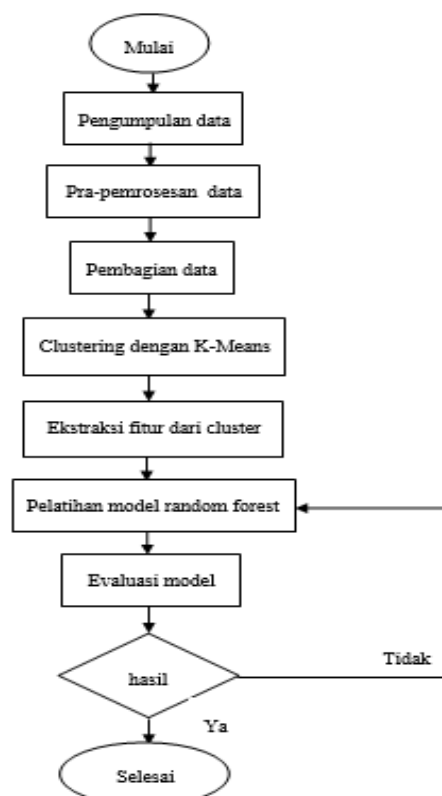 Mulai
Pengumpulan data
Pra-pemrosesan data
Pembagian data
Clustering dengan K-Means
Ekstraksi fitur dari cluster
Pelatihan model random forest
Evaluasi model
hasil
Tidak
Ya
Selesai